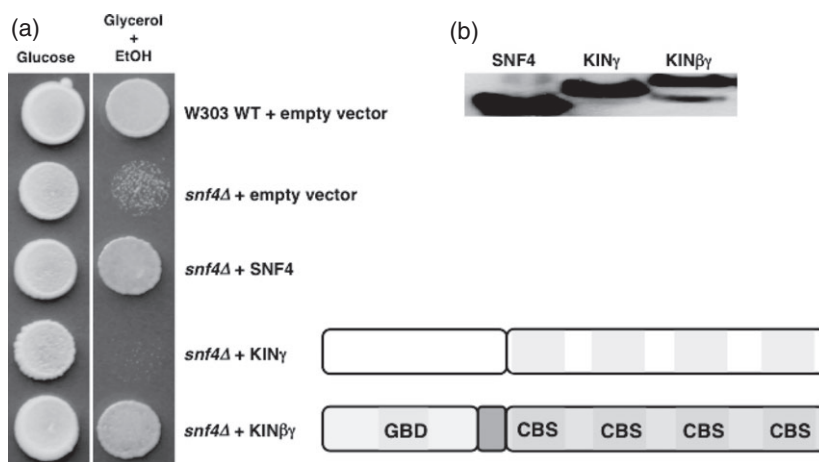 (a)
Glucose
Glycerol
+
EtOH
W303 WT + empty vector
snf4Δ + empty vector
snf4Δ + SNF4
snf4Δ + KINγ
snf4Δ + KINβγ
(b)
SNF4 KINγ KINβγ
GBD CBS CBS CBS CBS